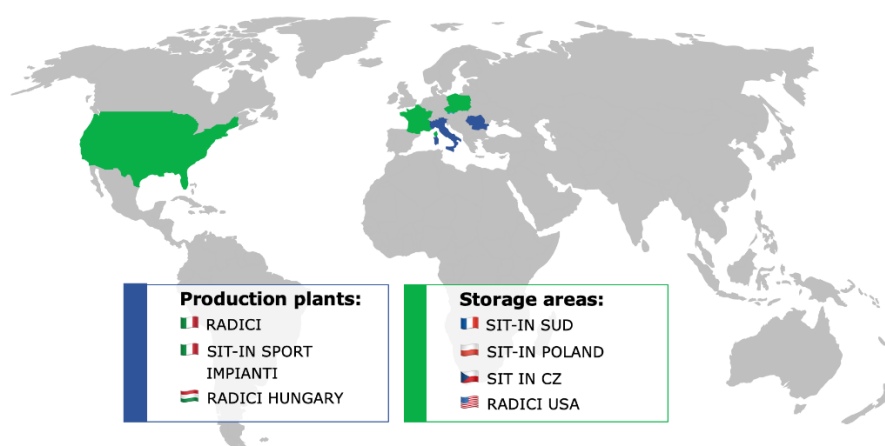 Production plants:
RADICI
SIT-IN SPORT
IMPIANTI
RADICI HUNGARY
Storage areas:
SIT-IN SUD
SIT-IN POLAND
SIT IN CZ
RADICI USA